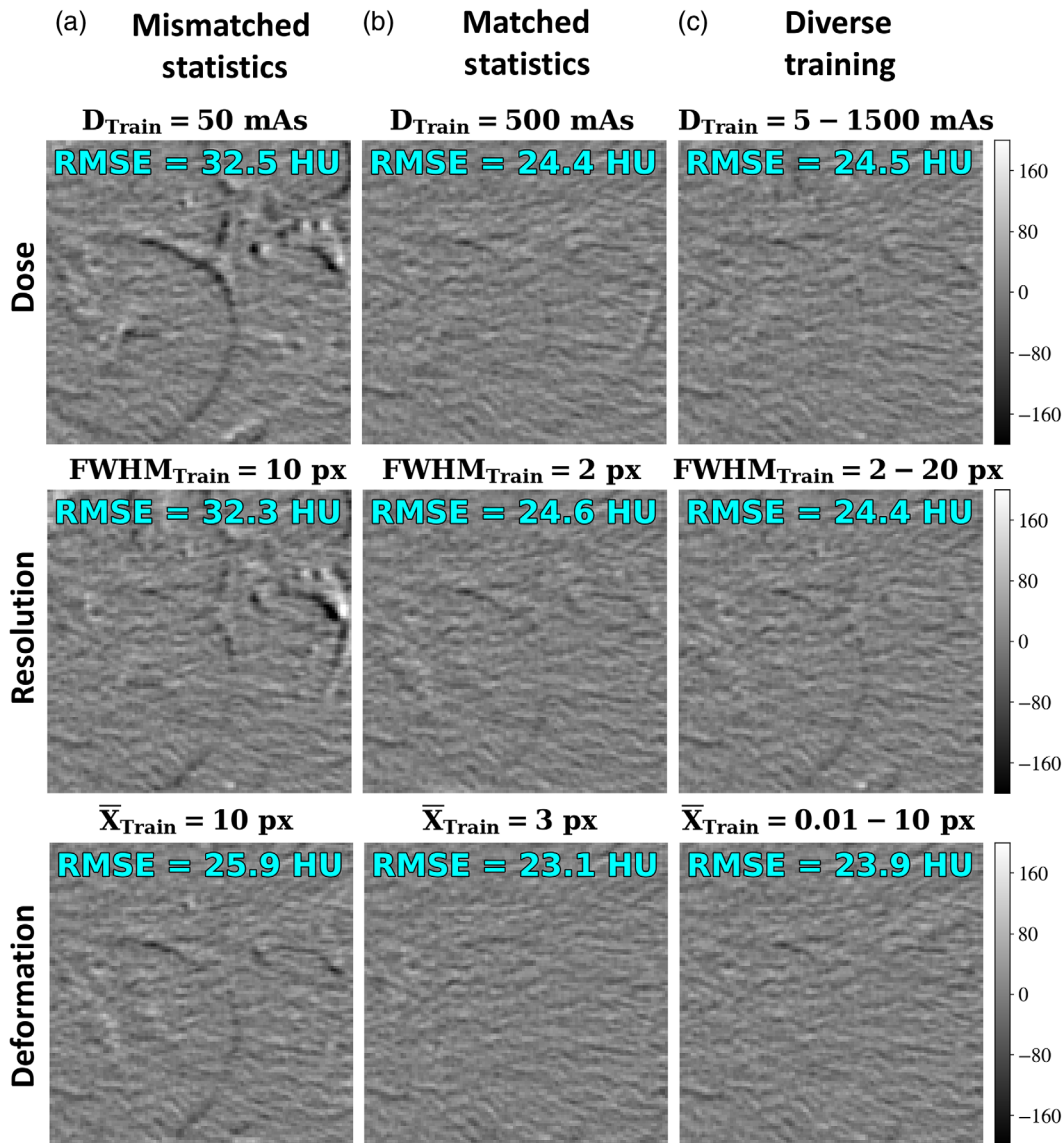 (a) Mismatched statistics
(b) Matched statistics
(c) Diverse training
Dose
D_Train = 50 mAs
RMSE = 32.5 HU
D_Train = 500 mAs
RMSE = 24.4 HU
D_Train = 5 − 1500 mAs
RMSE = 24.5 HU
160
80
0
−80
−160
Resolution
FWHM_Train = 10 px
RMSE = 32.3 HU
FWHM_Train = 2 px
RMSE = 24.6 HU
FWHM_Train = 2 − 20 px
RMSE = 24.4 HU
160
80
0
−80
−160
Deformation
X̅_Train = 10 px
RMSE = 25.9 HU
X̅_Train = 3 px
RMSE = 23.1 HU
X̅_Train = 0.01 − 10 px
RMSE = 23.9 HU
160
80
0
−80
−160